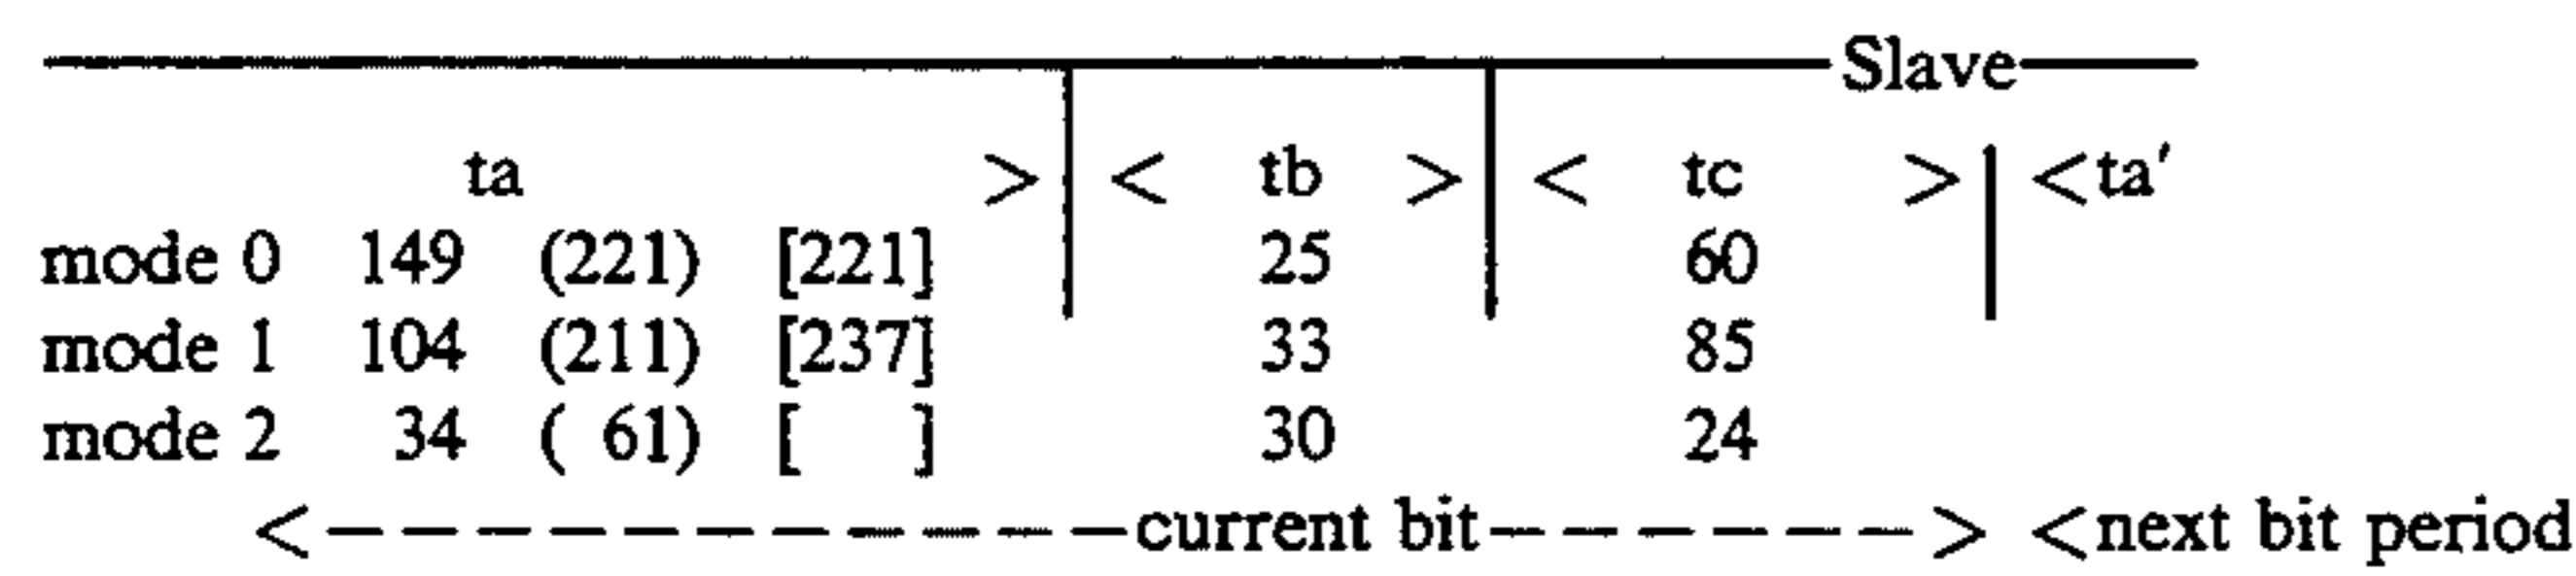 Slave
ta > < tb > < tc > <ta'
mode 0 149 (221) [221] 25 60
mode 1 104 (211) [237] 33 85
mode 2 34 ( 61) [ ] 30 24
<- - - - - - - - - - - -current bit- - - - - -> <next bit period